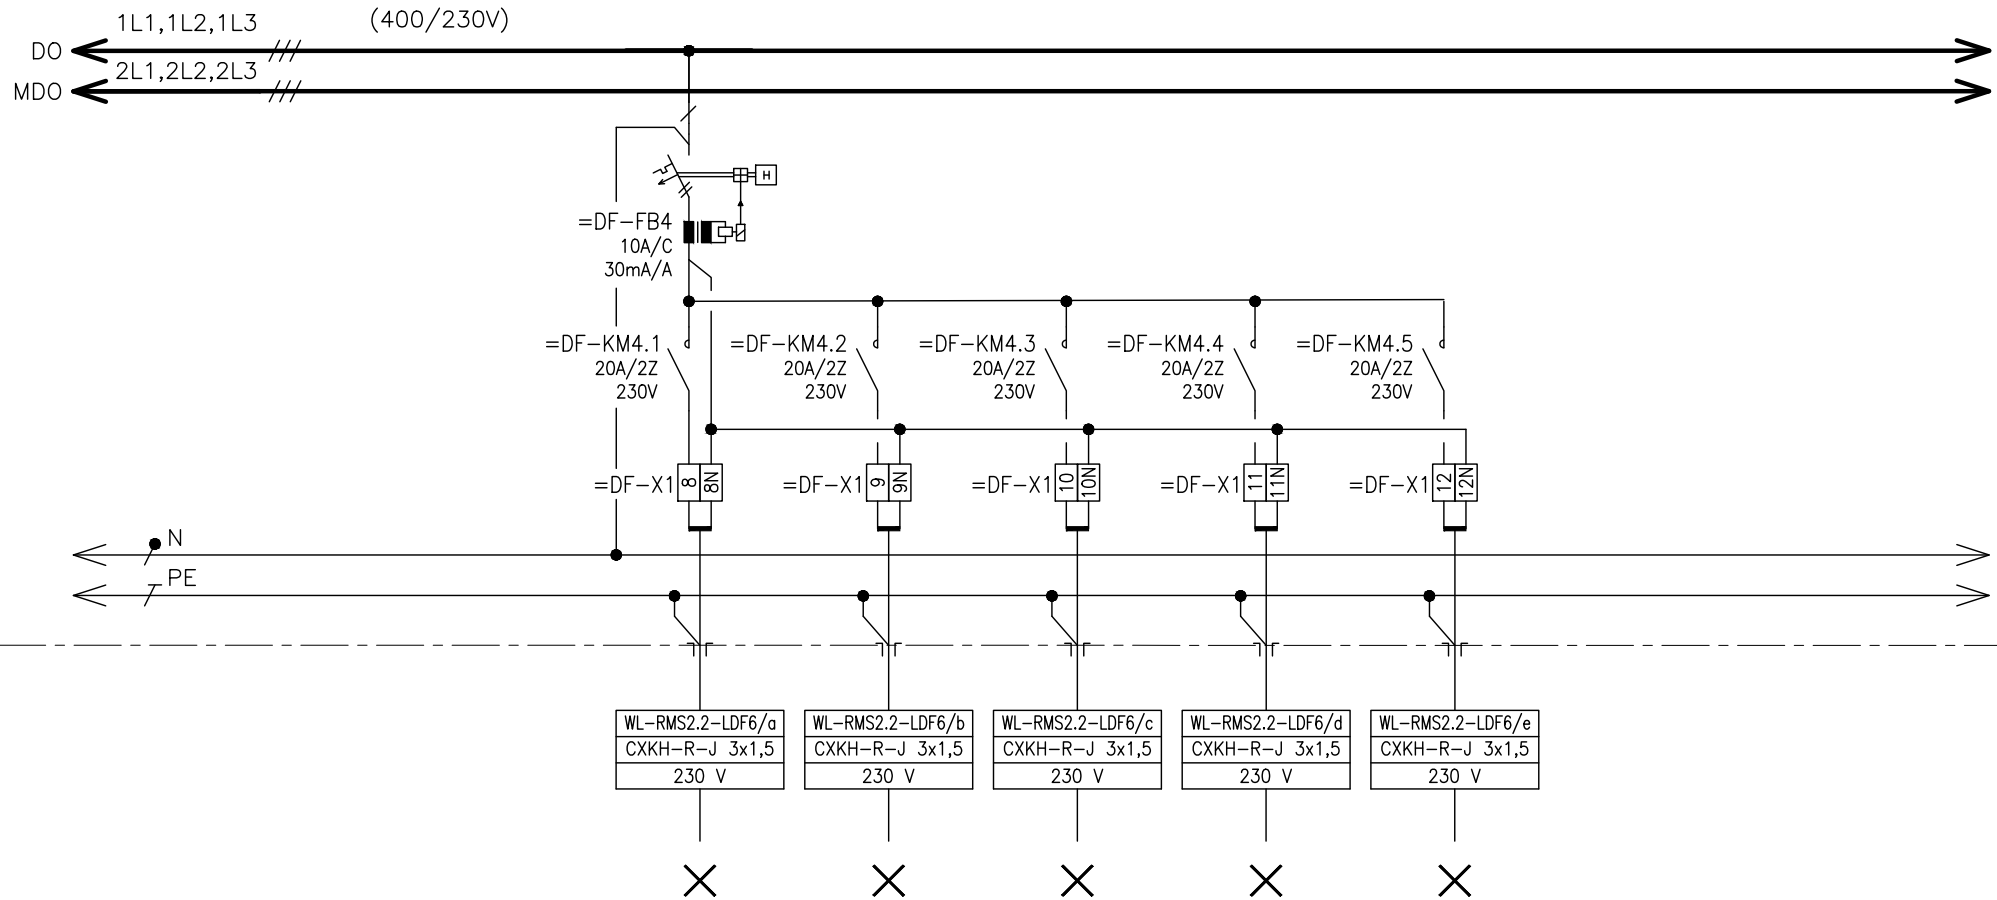 1L1,1L2,1L3 (400/230V)
DO
2L1,2L2,2L3
MDO
H
=DF-FB4
10A/C
30mA/A
=DF-KM4.1
20A/2Z
230V
=DF-KM4.2
20A/2Z
230V
=DF-KM4.3
20A/2Z
230V
=DF-KM4.4
20A/2Z
230V
=DF-KM4.5
20A/2Z
230V
=DF-X1 8 8N
=DF-X1 9 9N
=DF-X1 10 10N
=DF-X1 11 11N
=DF-X1 12 12N
N
PE
WL-RMS2.2-LDF6/a
CXKH-R-J 3x1,5
230 V
WL-RMS2.2-LDF6/b
CXKH-R-J 3x1,5
230 V
WL-RMS2.2-LDF6/c
CXKH-R-J 3x1,5
230 V
WL-RMS2.2-LDF6/d
CXKH-R-J 3x1,5
230 V
WL-RMS2.2-LDF6/e
CXKH-R-J 3x1,5
230 V